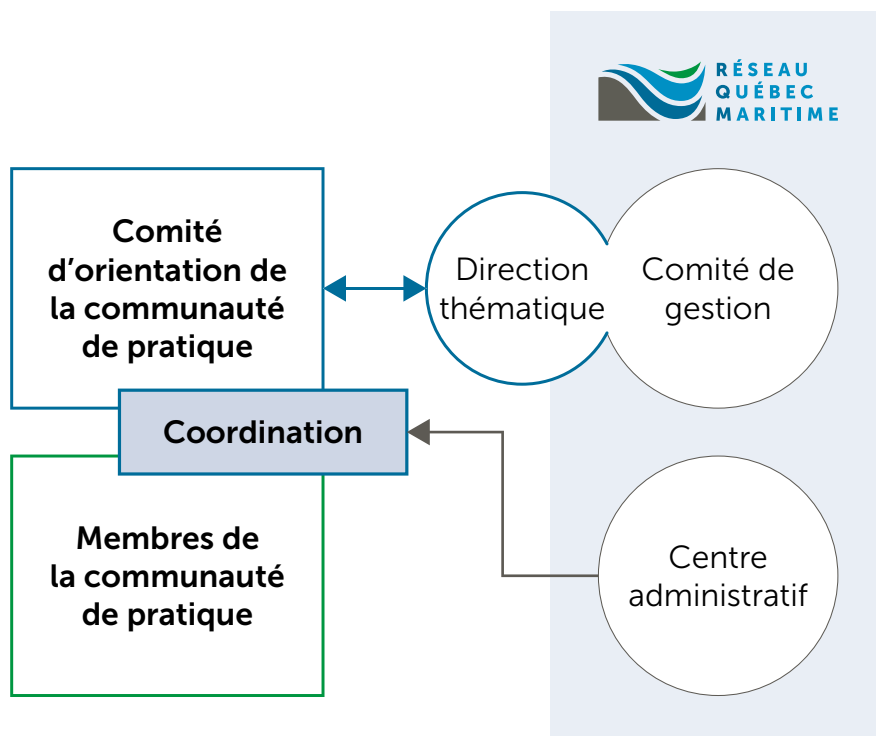 RÉSEAU
QUÉBEC
MARITIME
Comité
d'orientation de
la communauté
de pratique
Direction
thématique
Comité de
gestion
Coordination
Membres de
la communauté
de pratique
Centre
administratif